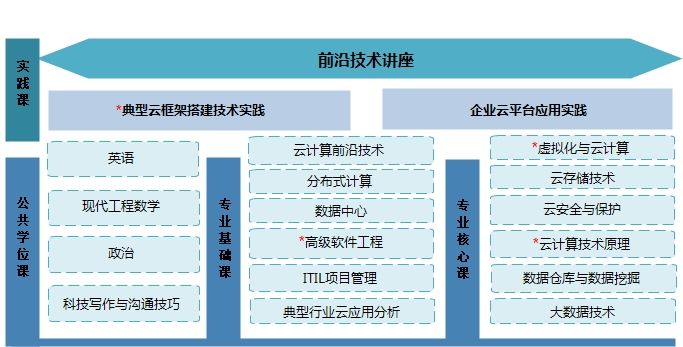 实践课
前沿技术讲座
*典型云框架搭建技术实践
企业云平台应用实践
公共学位课
英语
现代工程数学
政治
科技写作与沟通技巧
专业基础课
云计算前沿技术
分布式计算
数据中心
*高级软件工程
ITIL项目管理
典型行业云应用分析
专业核心课
*虚拟化与云计算
云存储技术
云安全与保护
*云计算技术原理
数据仓库与数据挖掘
大数据技术